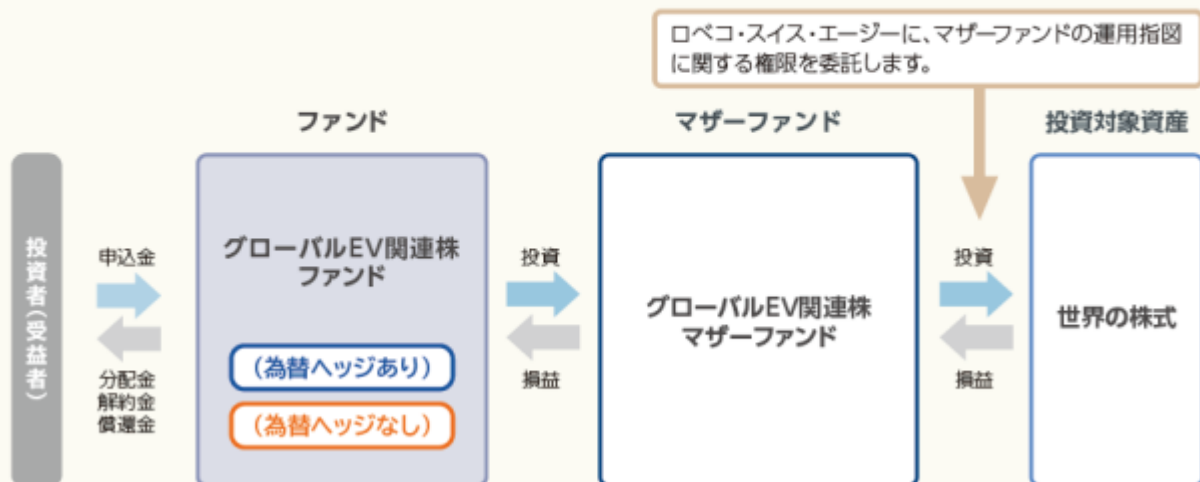 ロベコ・スイス・エージーに、マザーファンドの運用指図
に関する権限を委託します。
ファンド
マザーファンド
投資対象資産
投資者(受益者)
申込金
分配金
解約金
償還金
グローバルEV関連株
ファンド
(為替ヘッジあり)
(為替ヘッジなし)
投資
損益
グローバルEV関連株
マザーファンド
投資
損益
世界の株式